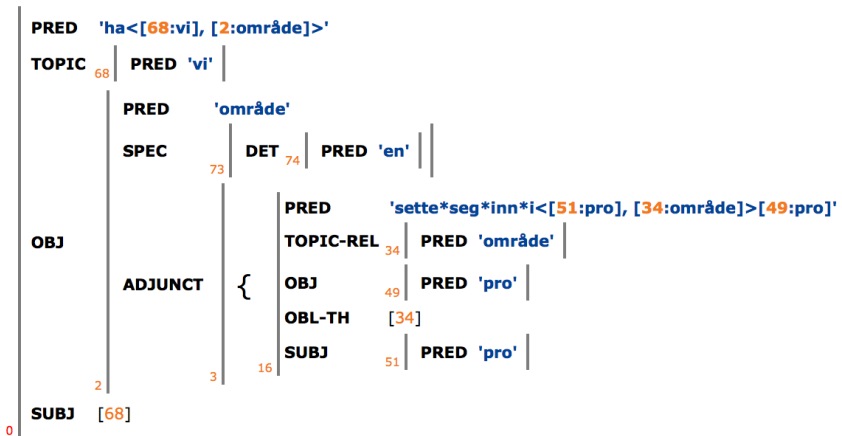 PRED 'ha<[68:vi], [2:område]>'
TOPIC 68 PRED 'vi'
PRED 'område'
SPEC 73 DET 74 PRED 'en'
PRED 'sette*seg*inn*i<[51:pro], [34:område]>[49:pro]'
TOPIC-REL 34 PRED 'område'
OBJ
ADJUNCT { OBJ 49 PRED 'pro'
OBL-TH [34]
SUBJ 51 PRED 'pro'
16
3
2
SUBJ [68]
0